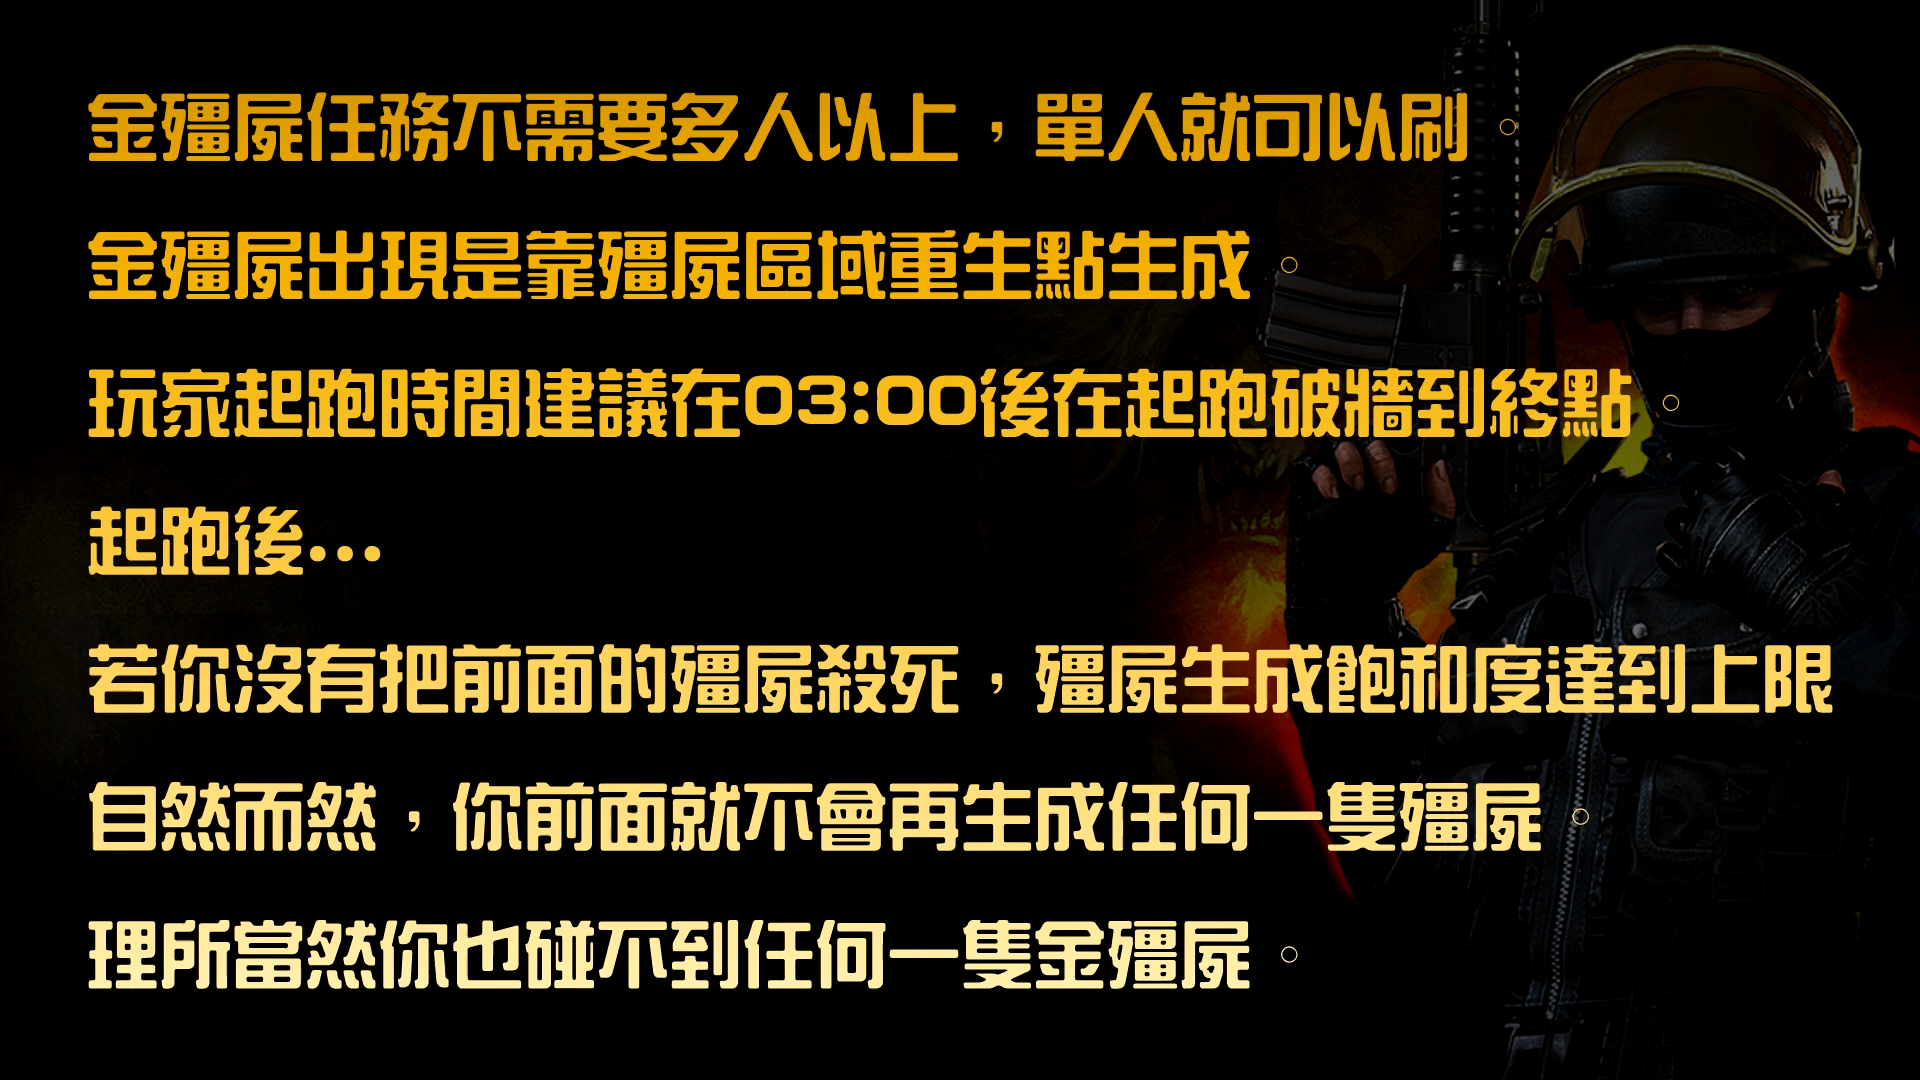 金殭屍任務不需要多人以上，單人就可以刷。
金殭屍出現是靠殭屍區域重生點生成。
玩家起跑時間建議在03:00後在起跑破牆到終點。
起跑後...
若你沒有把前面的殭屍殺死，殭屍生成飽和度達到上限
自然而然，你前面就不會再生成任何一隻殭屍。
理所當然你也碰不到任何一隻金殭屍。